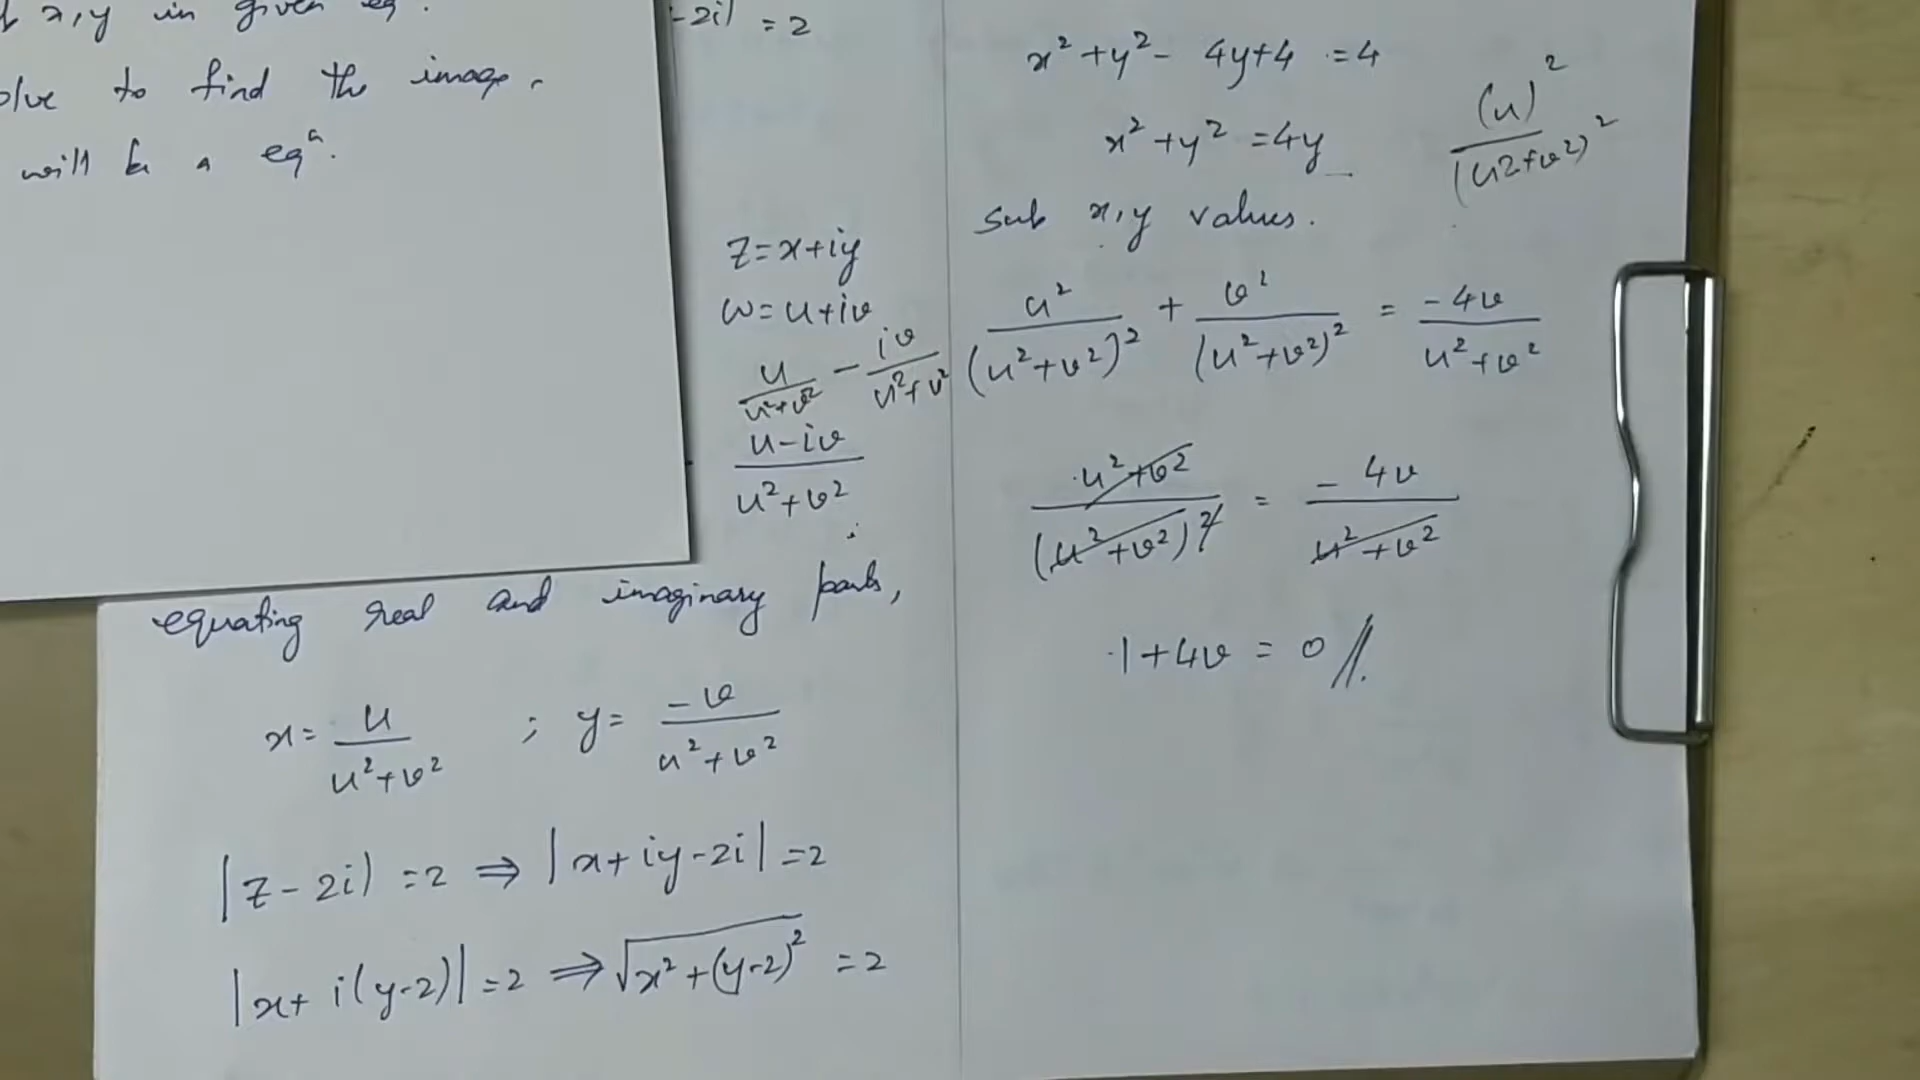 x,y in given eq.
to find the image.
will be a eqⁿ.
-2i| = 2
z=x+iy
w=u+iv
u/(u²+v²) - iv/(u²+v²)
(u-iv)/(u²+v²)
equating real and imaginary parts,
x = u/(u²+v²) ; y = -v/(u²+v²)
|z-2i) =2 ⇒ |x+iy-2i| =2
|x+ i(y-2)| =2 ⇒ √(x²+(y-2)²) =2
x²+y²- 4y+4 =4
x²+y² =4y
(u)²/(u2+v²)²
Sub x,y values.
u²/(u²+v²)² + v²/(u²+v²)² = -4v/(u²+v²)
(u²+v²)/(u²+v²)² = -4v/(u²+v²)
1+4v = 0 //.